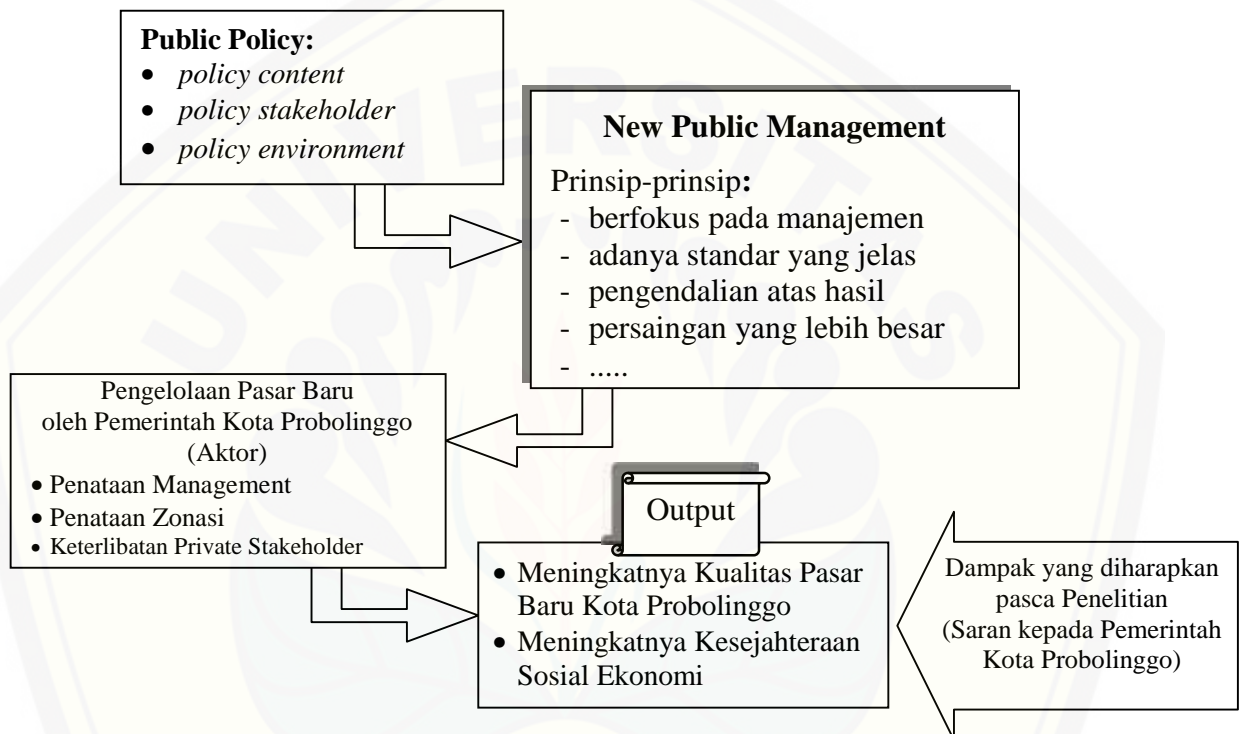 UNIVERSITAS
Public Policy:
• policy content
• policy stakeholder
• policy environment
New Public Management
Prinsip-prinsip:
- berfokus pada manajemen
- adanya standar yang jelas
- pengendalian atas hasil
- persaingan yang lebih besar
- .....
Pengelolaan Pasar Baru
oleh Pemerintah Kota Probolinggo
(Aktor)
• Penataan Management
• Penataan Zonasi
• Keterlibatan Private Stakeholder
Output
• Meningkatnya Kualitas Pasar
Baru Kota Probolinggo
• Meningkatnya Kesejahteraan
Sosial Ekonomi
Dampak yang diharapkan
pasca Penelitian
(Saran kepada Pemerintah
Kota Probolinggo)